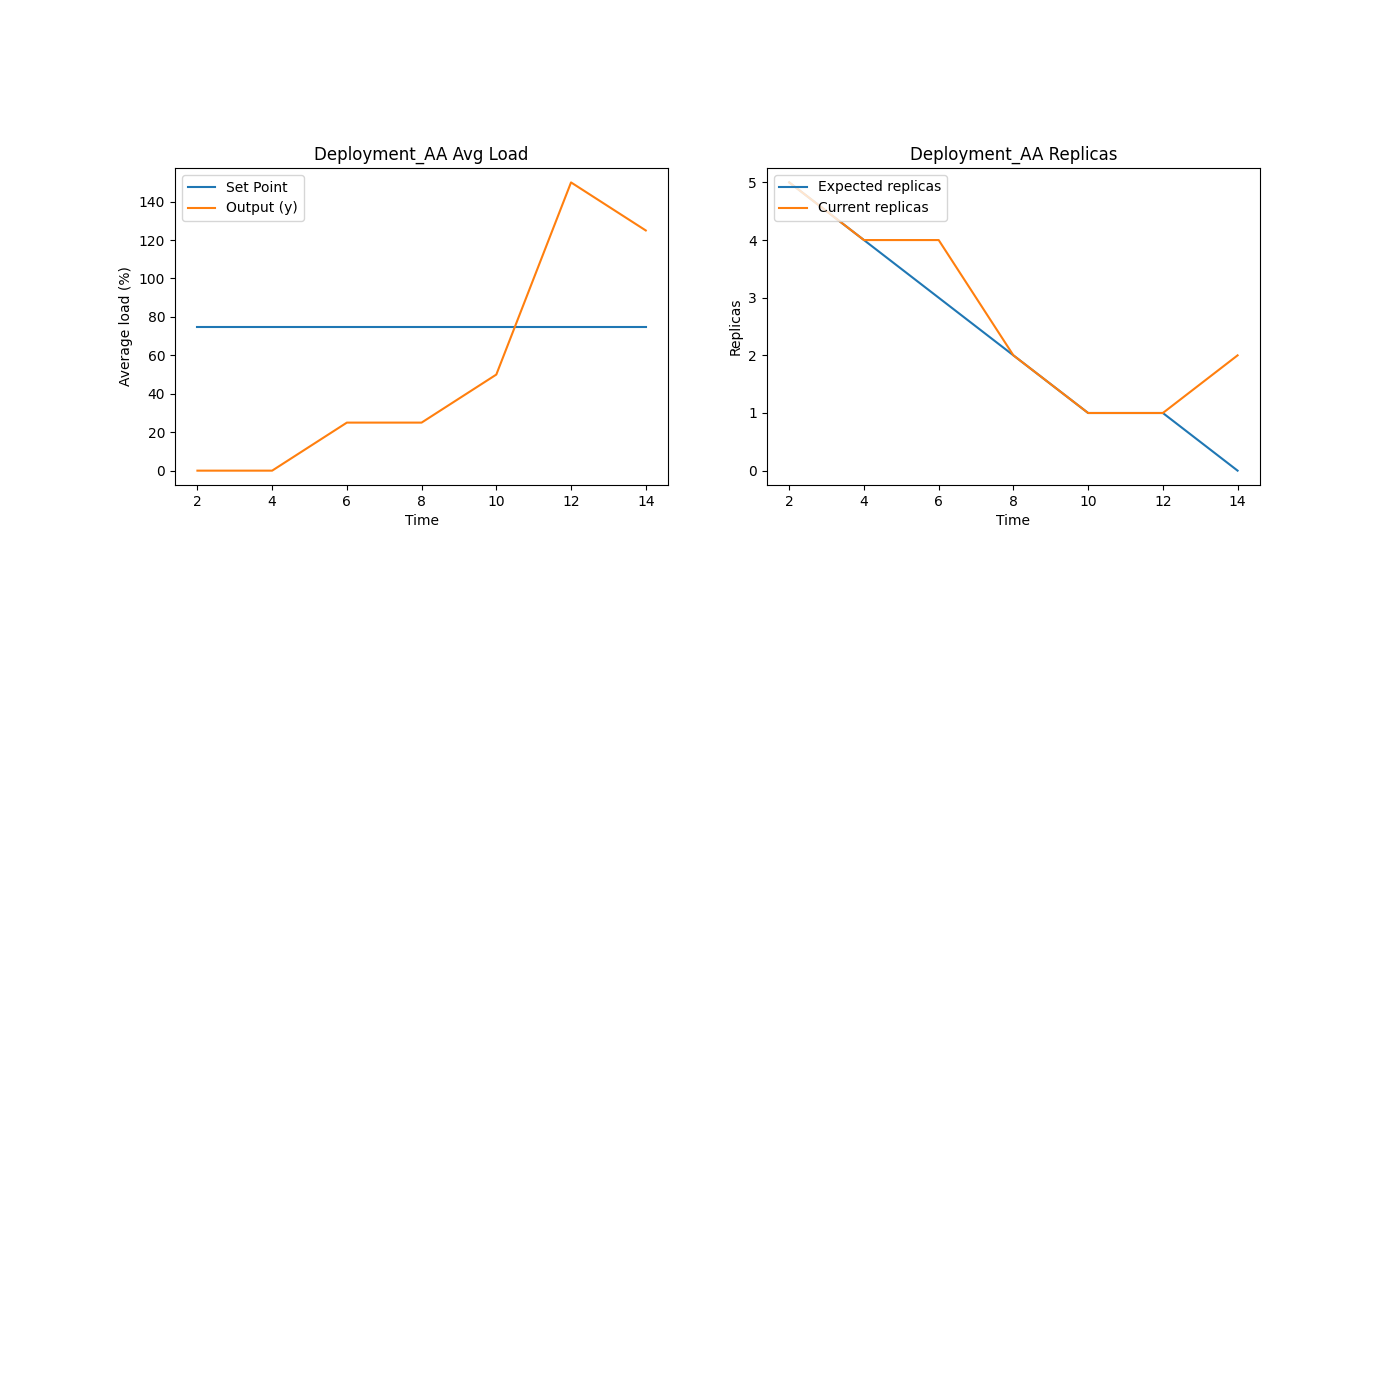 Deployment_AA Avg Load
Set Point
Output (y)
140
120
100
80
60
40
20
0
Average load (%)
2 4 6 8 10 12 14
Time
Deployment_AA Replicas
Expected replicas
Current replicas
5
4
3
2
1
0
Replicas
2 4 6 8 10 12 14
Time